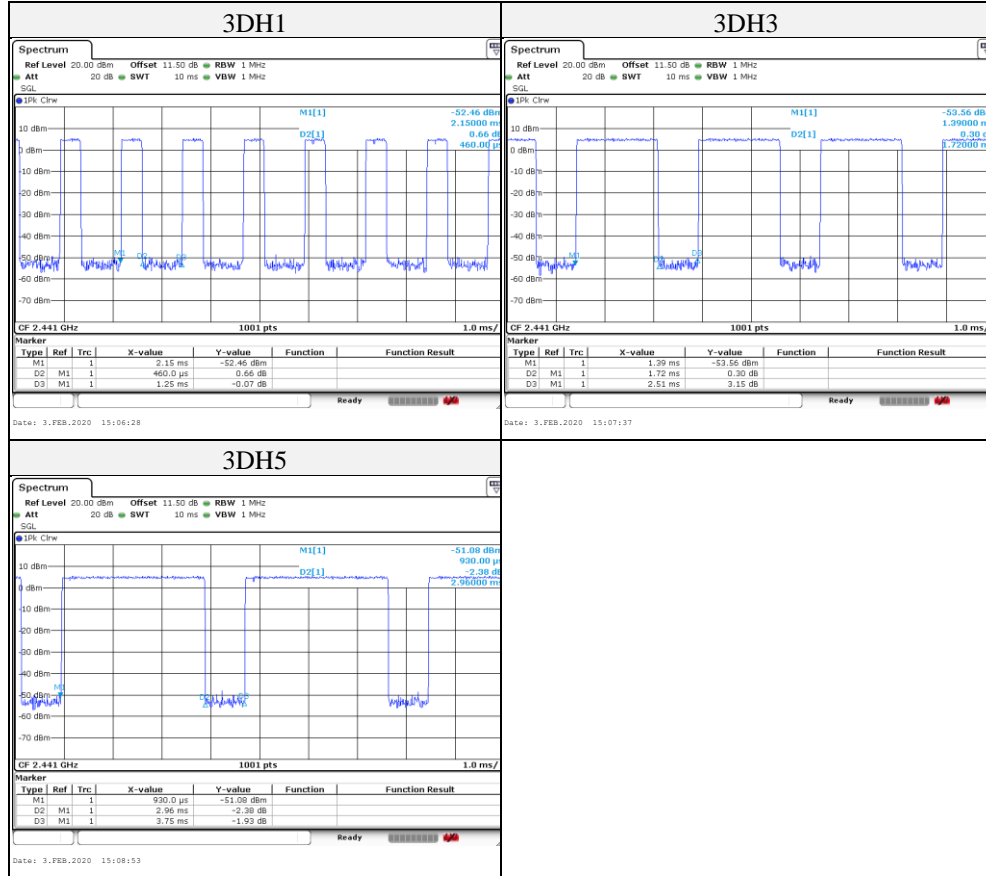 3DH1
Spectrum
Ref Level 20.00 dBm Offset 11.50 dB RBW 1 MHz
Att 20 dB SWT 10 ms VBW 1 MHz
SGL
1Pk Clrw
M1[1] -52.46 dBm
2.15000 m
10 dBm
D2[1] 0.66 d
460.00 µ
0 dBm
-10 dBm
-20 dBm
-30 dBm
-40 dBm
M1 D2 D3
-50 dBm
-60 dBm
-70 dBm
CF 2.441 GHz 1001 pts 1.0 ms/
Marker
Type Ref Trc X-value Y-value Function Function Result
M1 1 2.15 ms -52.46 dBm
D2 M1 1 460.0 µs 0.66 dB
D3 M1 1 1.25 ms -0.07 dB
Ready
Date: 3.FEB.2020 15:06:28
3DH3
Spectrum
Ref Level 20.00 dBm Offset 11.50 dB RBW 1 MHz
Att 20 dB SWT 10 ms VBW 1 MHz
SGL
1Pk Clrw
M1[1] -53.56 dB
1.39000 m
10 dBm
D2[1] 0.30 d
1.72000 m
0 dBm
-10 dBm
-20 dBm
-30 dBm
-40 dBm
-50 dBm
M1 D2 D3
-60 dBm
-70 dBm
CF 2.441 GHz 1001 pts 1.0 ms/
Marker
Type Ref Trc X-value Y-value Function Function Result
M1 1 1.39 ms -53.56 dBm
D2 M1 1 1.72 ms 0.30 dB
D3 M1 1 2.51 ms 3.15 dB
Ready
Date: 3.FEB.2020 15:07:37
3DH5
Spectrum
Ref Level 20.00 dBm Offset 11.50 dB RBW 1 MHz
Att 20 dB SWT 10 ms VBW 1 MHz
SGL
1Pk Clrw
M1[1] -51.08 dBm
930.00 µ
10 dBm
D2[1] -2.38 d
2.96000 m
0 dBm
-10 dBm
-20 dBm
-30 dBm
-40 dBm
M1
-50 dBm
D2 D3
-60 dBm
-70 dBm
CF 2.441 GHz 1001 pts 1.0 ms/
Marker
Type Ref Trc X-value Y-value Function Function Result
M1 1 930.0 µs -51.08 dBm
D2 M1 1 2.96 ms -2.38 dB
D3 M1 1 3.75 ms -1.93 dB
Ready
Date: 3.FEB.2020 15:08:53